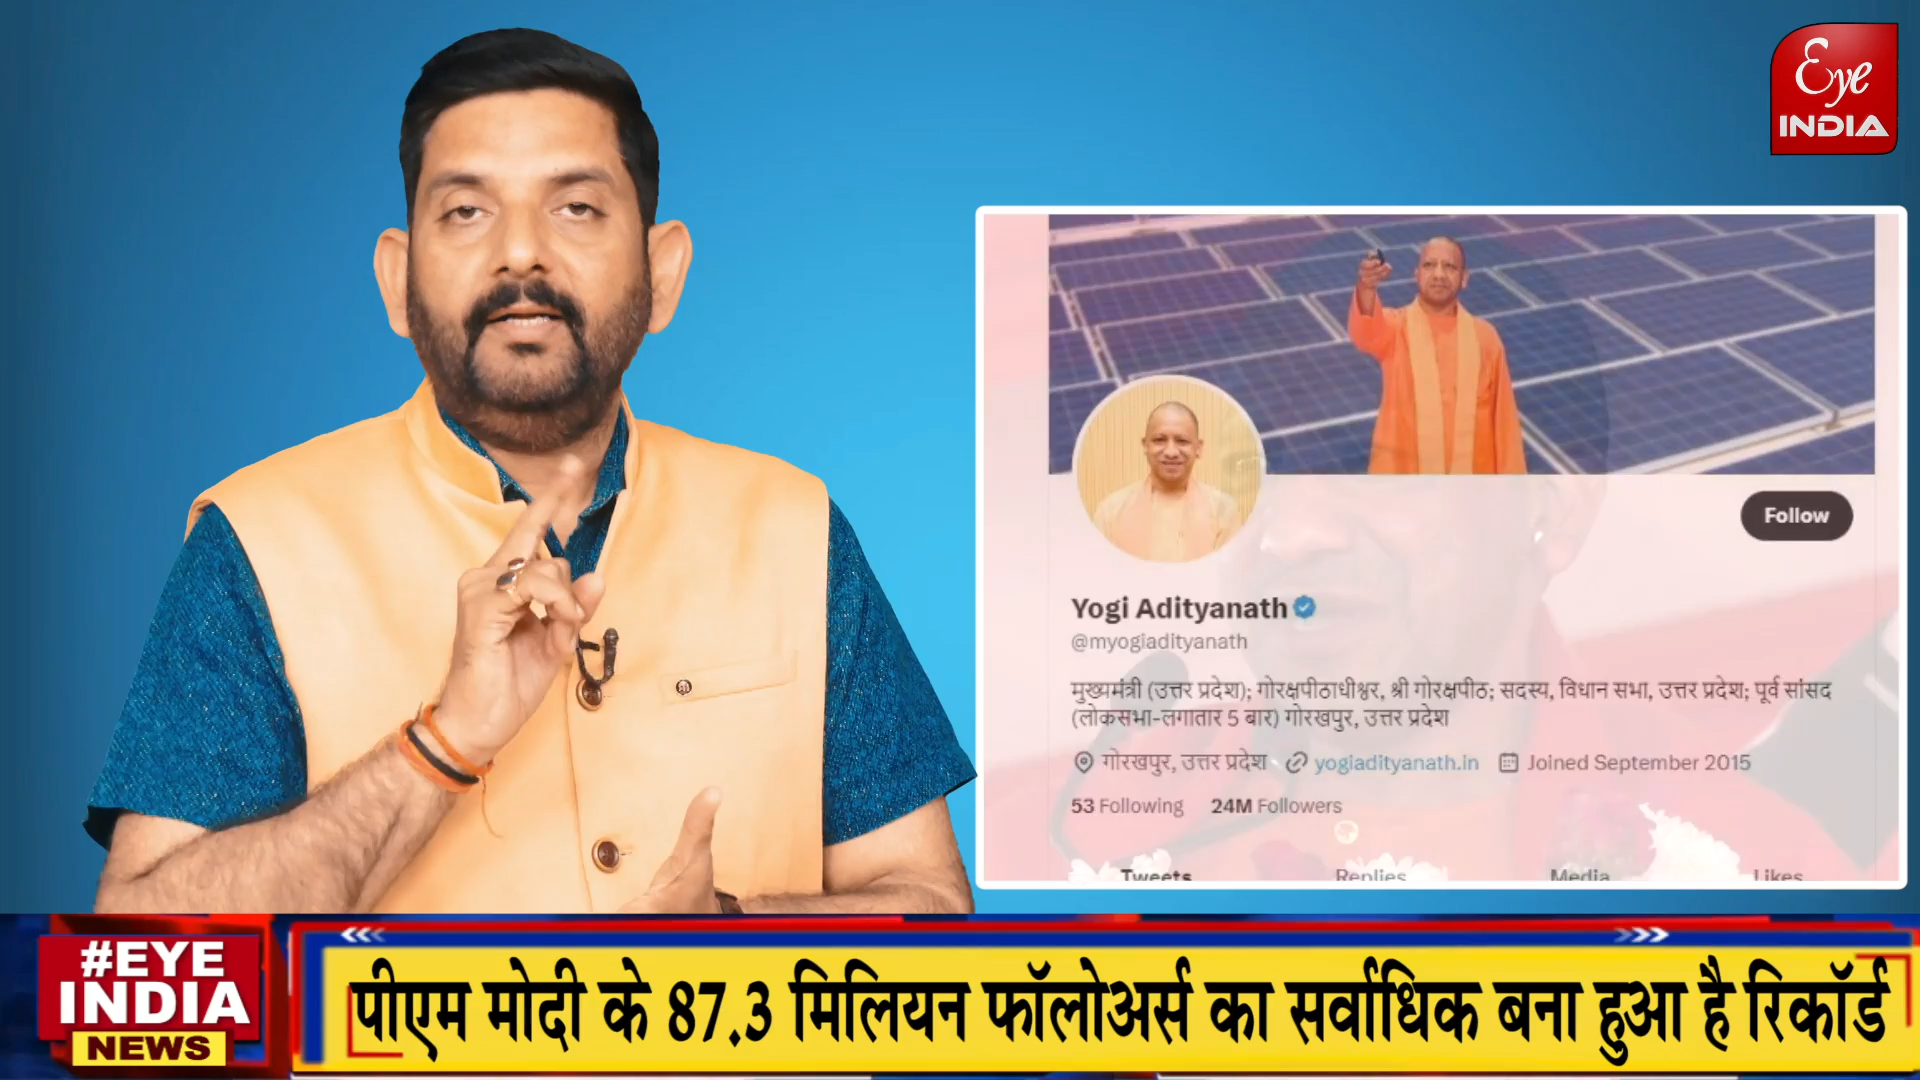 Eye
INDIA
Follow
Yogi Adityanath
@myogiadityanath
मुख्यमंत्री (उत्तर प्रदेश); गोरक्षपीठाधीश्वर, श्री गोरक्षपीठ; सदस्य, विधान सभा, उत्तर प्रदेश; पूर्व सांसद
(लोकसभा-लगातार 5 बार) गोरखपुर, उत्तर प्रदेश
गोरखपुर, उत्तर प्रदेश yogiadityanath.in Joined September 2015
53 Following 24M Followers
Tweets Replies Media Likes
#EYE
INDIA
NEWS
पीएम मोदी के 87.3 मिलियन फॉलोअर्स का सर्वाधिक बना हुआ है रिकॉर्ड